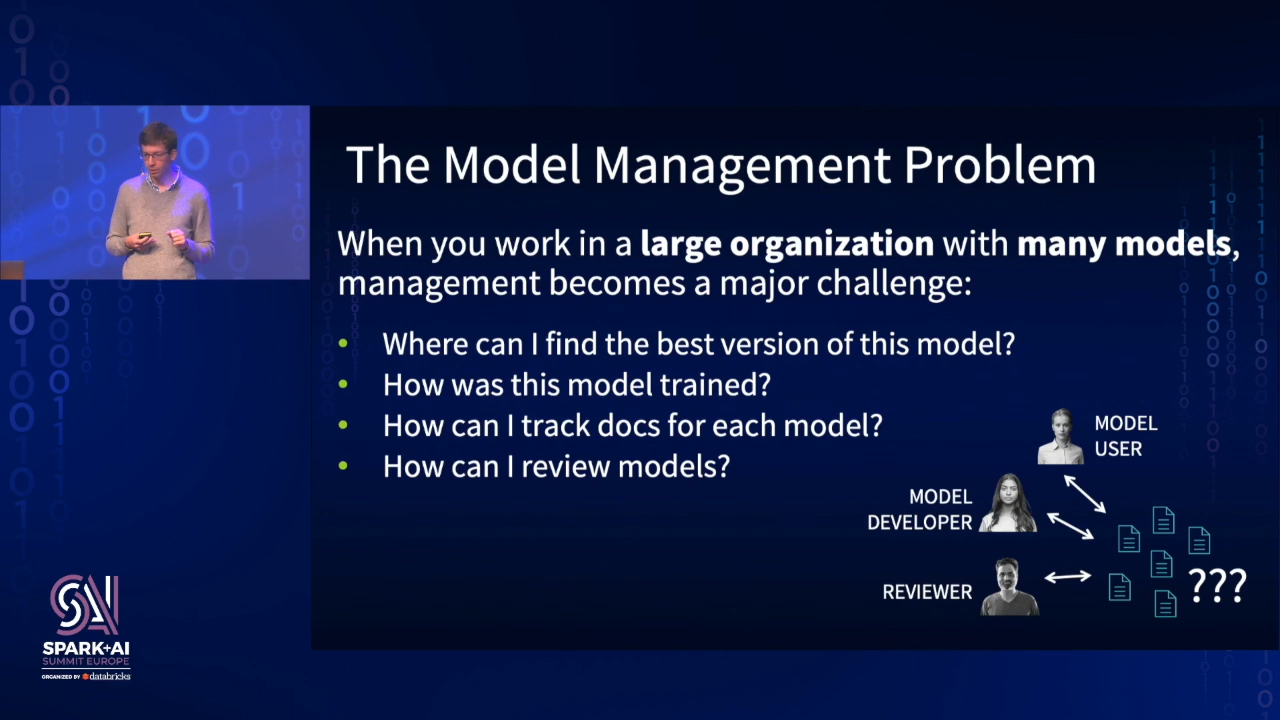 The Model Management Problem
When you work in a large organization with many models,
management becomes a major challenge:
• Where can I find the best version of this model?
• How was this model trained?
• How can I track docs for each model?
• How can I review models?
MODEL
USER
MODEL
DEVELOPER
REVIEWER
???
SAI
SPARK+AI
SUMMIT EUROPE
ORGANIZED BY databricks